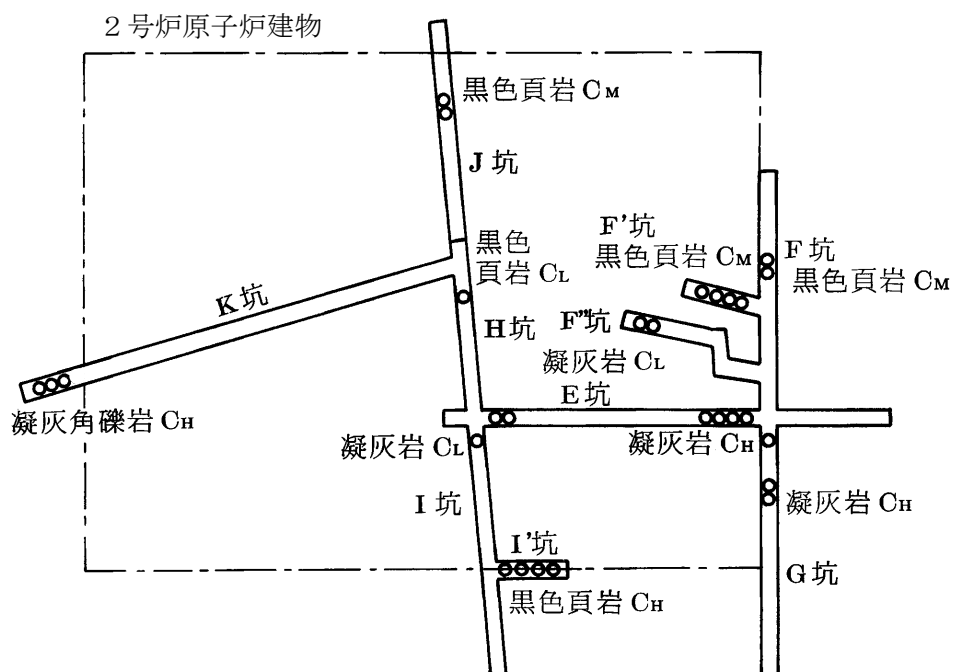 2号炉原子炉建物
黒色頁岩 CM
J坑
F'坑
黒色頁岩 CM
F坑
黒色頁岩 CM
黒色
頁岩 CL
K坑
H坑
F"坑
凝灰岩 CL
E坑
凝灰角礫岩 CH
凝灰岩 CL
凝灰岩 CH
I坑
凝灰岩 CH
I'坑
G坑
黒色頁岩 CH